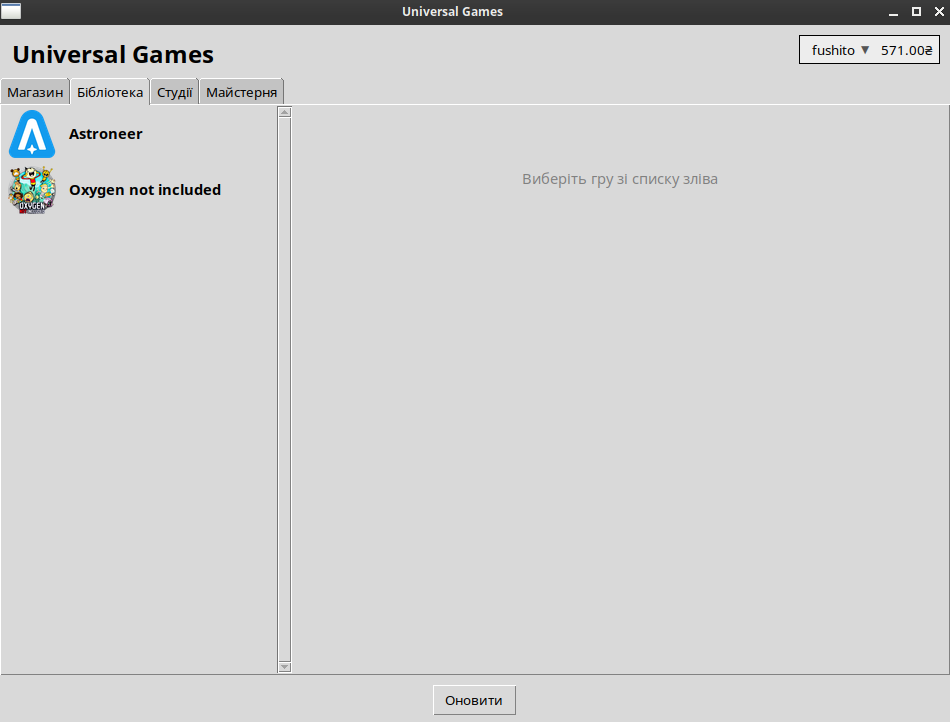 Universal Games
Universal Games
fushito ▼ 571.00₴
Магазин Бібліотека Студії Майстерня
Astroneer
Виберіть гру зі списку зліва
OXYGEN
Oxygen not included
Оновити